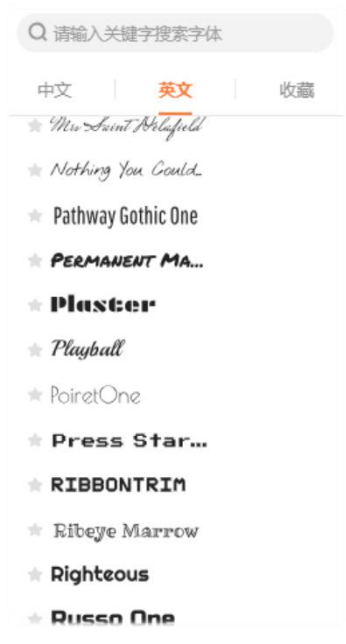 请输入关键字搜索字体
中文 英文 收藏
Mrs Saint Delafield
Nothing You Could...
Pathway Gothic One
PERMANENT MA...
Plaster
Playball
PoiretOne
Press Star...
RIBBONTRIM
Ribeye Marrow
Righteous
Russo One